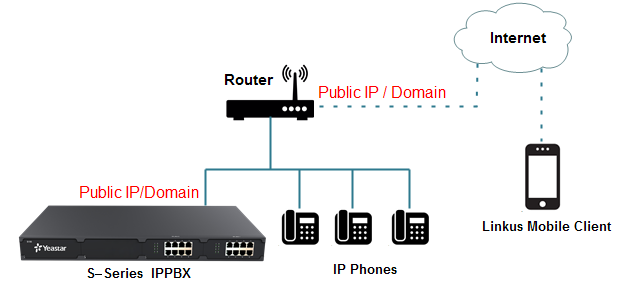 Internet
Router
Public IP / Domain
Public IP/Domain
Yeastar
S–Series IPPBX
IP Phones
Linkus Mobile Client